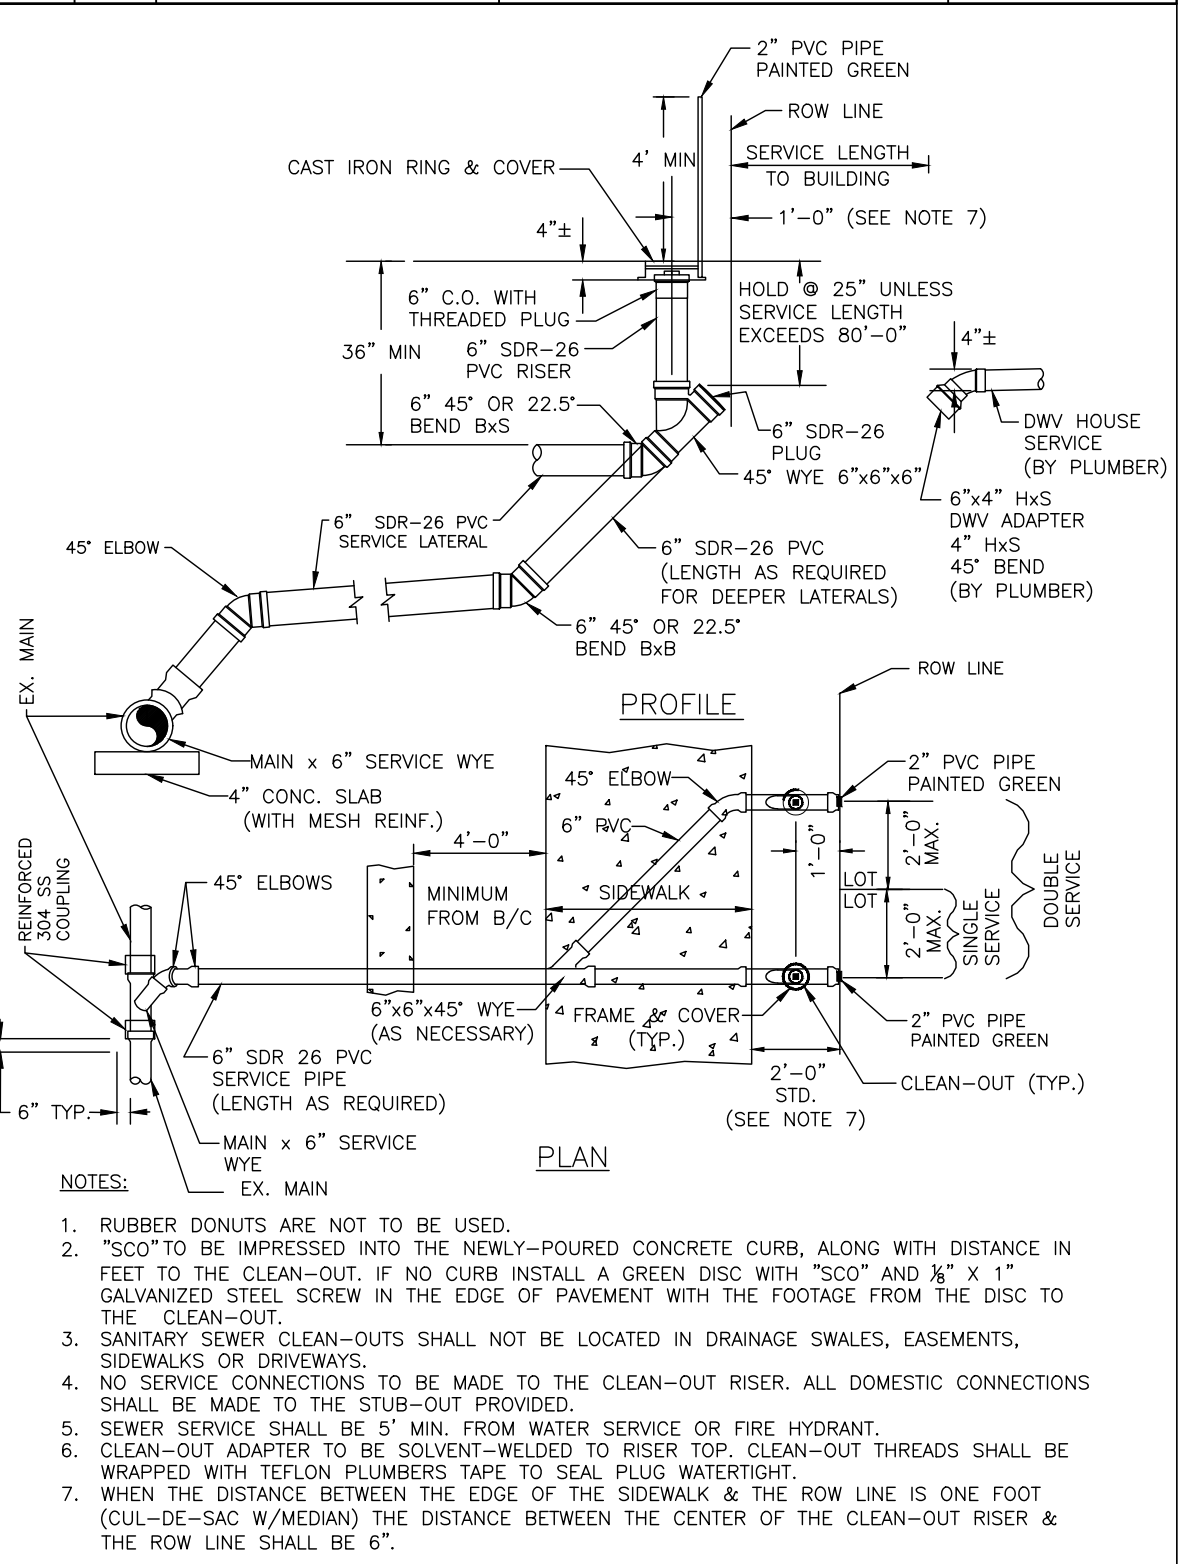 2" PVC PIPE
PAINTED GREEN
ROW LINE
SERVICE LENGTH
TO BUILDING
4' MIN
CAST IRON RING & COVER
1'-0" (SEE NOTE 7)
4"±
6" C.O. WITH
THREADED PLUG
HOLD @ 25" UNLESS
SERVICE LENGTH
EXCEEDS 80'-0"
36" MIN
6" SDR-26
PVC RISER
4"±
6" 45° OR 22.5°
BEND BxS
6" SDR-26
PLUG
45° WYE 6"x6"x6"
DWV HOUSE
SERVICE
(BY PLUMBER)
6"x4" HxS
DWV ADAPTER
4" HxS
45° BEND
(BY PLUMBER)
6" SDR-26 PVC
SERVICE LATERAL
45° ELBOW
6" SDR-26 PVC
(LENGTH AS REQUIRED
FOR DEEPER LATERALS)
6" 45° OR 22.5°
BEND BxB
EX. MAIN
PROFILE
ROW LINE
MAIN x 6" SERVICE WYE
4" CONC. SLAB
(WITH MESH REINF.)
45° ELBOW
2" PVC PIPE
PAINTED GREEN
6" PVC
4'-0"
MINIMUM
FROM B/C
SIDEWALK
1'-0"
2'-0"
MAX.
LOT
LOT
2'-0"
MAX.
SINGLE
SERVICE
DOUBLE
SERVICE
REINFORCED
304 SS
COUPLING
45° ELBOWS
6"x6"x45° WYE
(AS NECESSARY)
FRAME & COVER
(TYP.)
2" PVC PIPE
PAINTED GREEN
6" SDR 26 PVC
SERVICE PIPE
(LENGTH AS REQUIRED)
2'-0"
STD.
(SEE NOTE 7)
CLEAN-OUT (TYP.)
6" TYP.
MAIN x 6" SERVICE
WYE
EX. MAIN
PLAN
NOTES:
1. RUBBER DONUTS ARE NOT TO BE USED.
2. "SCO" TO BE IMPRESSED INTO THE NEWLY-POURED CONCRETE CURB, ALONG WITH DISTANCE IN
FEET TO THE CLEAN-OUT. IF NO CURB INSTALL A GREEN DISC WITH "SCO" AND ⅛" X 1"
GALVANIZED STEEL SCREW IN THE EDGE OF PAVEMENT WITH THE FOOTAGE FROM THE DISC TO
THE CLEAN-OUT.
3. SANITARY SEWER CLEAN-OUTS SHALL NOT BE LOCATED IN DRAINAGE SWALES, EASEMENTS,
SIDEWALKS OR DRIVEWAYS.
4. NO SERVICE CONNECTIONS TO BE MADE TO THE CLEAN-OUT RISER. ALL DOMESTIC CONNECTIONS
SHALL BE MADE TO THE STUB-OUT PROVIDED.
5. SEWER SERVICE SHALL BE 5' MIN. FROM WATER SERVICE OR FIRE HYDRANT.
6. CLEAN-OUT ADAPTER TO BE SOLVENT-WELDED TO RISER TOP. CLEAN-OUT THREADS SHALL BE
WRAPPED WITH TEFLON PLUMBERS TAPE TO SEAL PLUG WATERTIGHT.
7. WHEN THE DISTANCE BETWEEN THE EDGE OF THE SIDEWALK & THE ROW LINE IS ONE FOOT
(CUL-DE-SAC W/MEDIAN) THE DISTANCE BETWEEN THE CENTER OF THE CLEAN-OUT RISER &
THE ROW LINE SHALL BE 6".